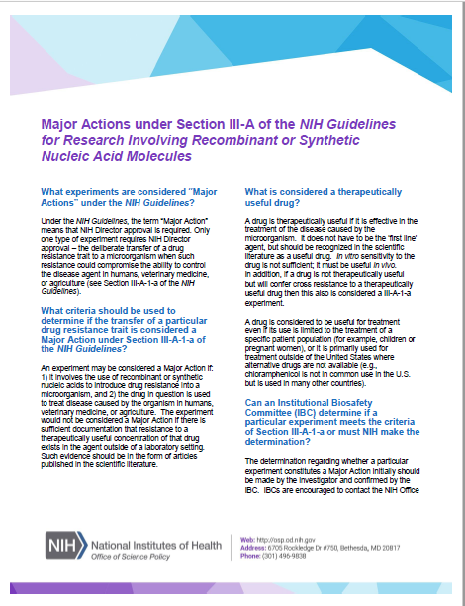 Major Actions under Section III-A of the NIH Guidelines
for Research Involving Recombinant or Synthetic
Nucleic Acid Molecules
What experiments are considered "Major
Actions" under the NIH Guidelines?
Under the NIH Guidelines, the term "Major Action"
means that NIH Director approval is required. Only
one type of experiment requires NIH Director
approval – the deliberate transfer of a drug
resistance trait to a microorganism when such
resistance could compromise the ability to control
the disease agent in humans, veterinary medicine,
or agriculture (see Section III-A-1-a of the NIH
Guidelines).
What criteria should be used to
determine if the transfer of a particular
drug resistance trait is considered a
Major Action under Section III-A-1-a of
the NIH Guidelines?
An experiment may be considered a Major Action if:
1) it involves the use of recombinant or synthetic
nucleic acids to introduce drug resistance into a
microorganism, and 2) the drug in question is used
to treat disease caused by the organism in humans,
veterinary medicine, or agriculture. The experiment
would not be considered a Major Action if there is
sufficient documentation that resistance to a
therapeutically useful concentration of that drug
exists in the agent outside of a laboratory setting.
Such evidence should be in the form of articles
published in the scientific literature.
What is considered a therapeutically
useful drug?
A drug is therapeutically useful if it is effective in the
treatment of the disease caused by the
microorganism. It does not have to be the 'first line'
agent, but should be recognized in the scientific
literature as a useful drug. In vitro sensitivity to the
drug is not sufficient; it must be useful in vivo.
In addition, if a drug is not therapeutically useful
but will confer cross resistance to a therapeutically
useful drug then this also is considered a III-A-1-a
experiment.
A drug is considered to be useful for treatment
even if its use is limited to the treatment of a
specific patient population (for example, children or
pregnant women), or it is primarily used for
treatment outside of the United States where
alternative drugs are not available (e.g.,
chloramphenicol is not in common use in the U.S.
but is used in many other countries).
Can an Institutional Biosafety
Committee (IBC) determine if a
particular experiment meets the criteria
of Section III-A-1-a or must NIH make the
determination?
The determination regarding whether a particular
experiment constitutes a Major Action initially should
be made by the investigator and confirmed by the
IBC. IBCs are encouraged to contact the NIH Office
NIH National Institutes of Health
Office of Science Policy
Web: http://osp.od.nih.gov
Address: 6705 Rockledge Dr #750, Bethesda, MD 20817
Phone: (301) 496-9838